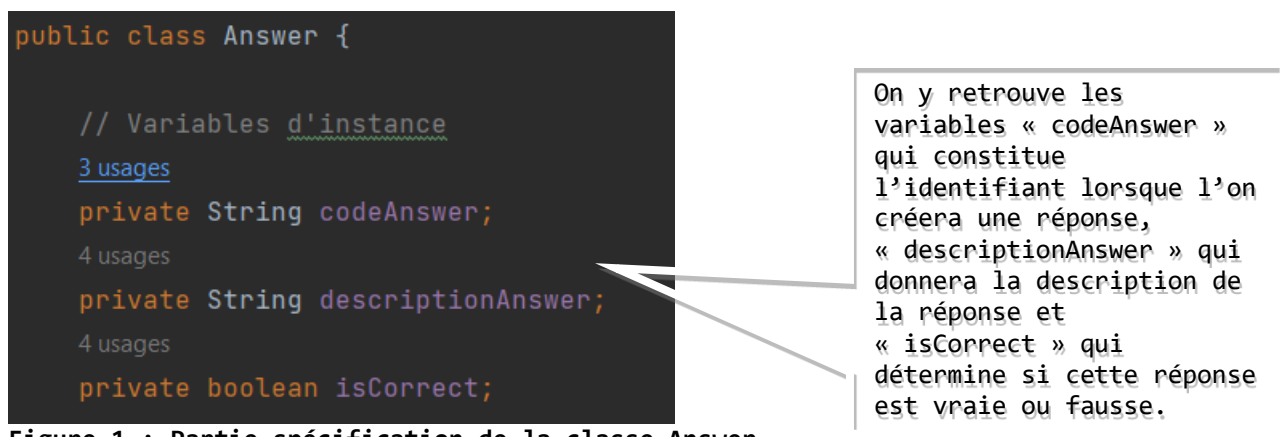 public class Answer {
// Variables d'instance
3 usages
private String codeAnswer;
4 usages
private String descriptionAnswer;
4 usages
private boolean isCorrect;
On y retrouve les
variables « codeAnswer »
qui constitue
l’identifiant lorsque l’on
créera une réponse,
« descriptionAnswer » qui
donnera la description de
la réponse et
« isCorrect » qui
détermine si cette réponse
est vraie ou fausse.
Figure 1 : Partie spécification de la classe Answer